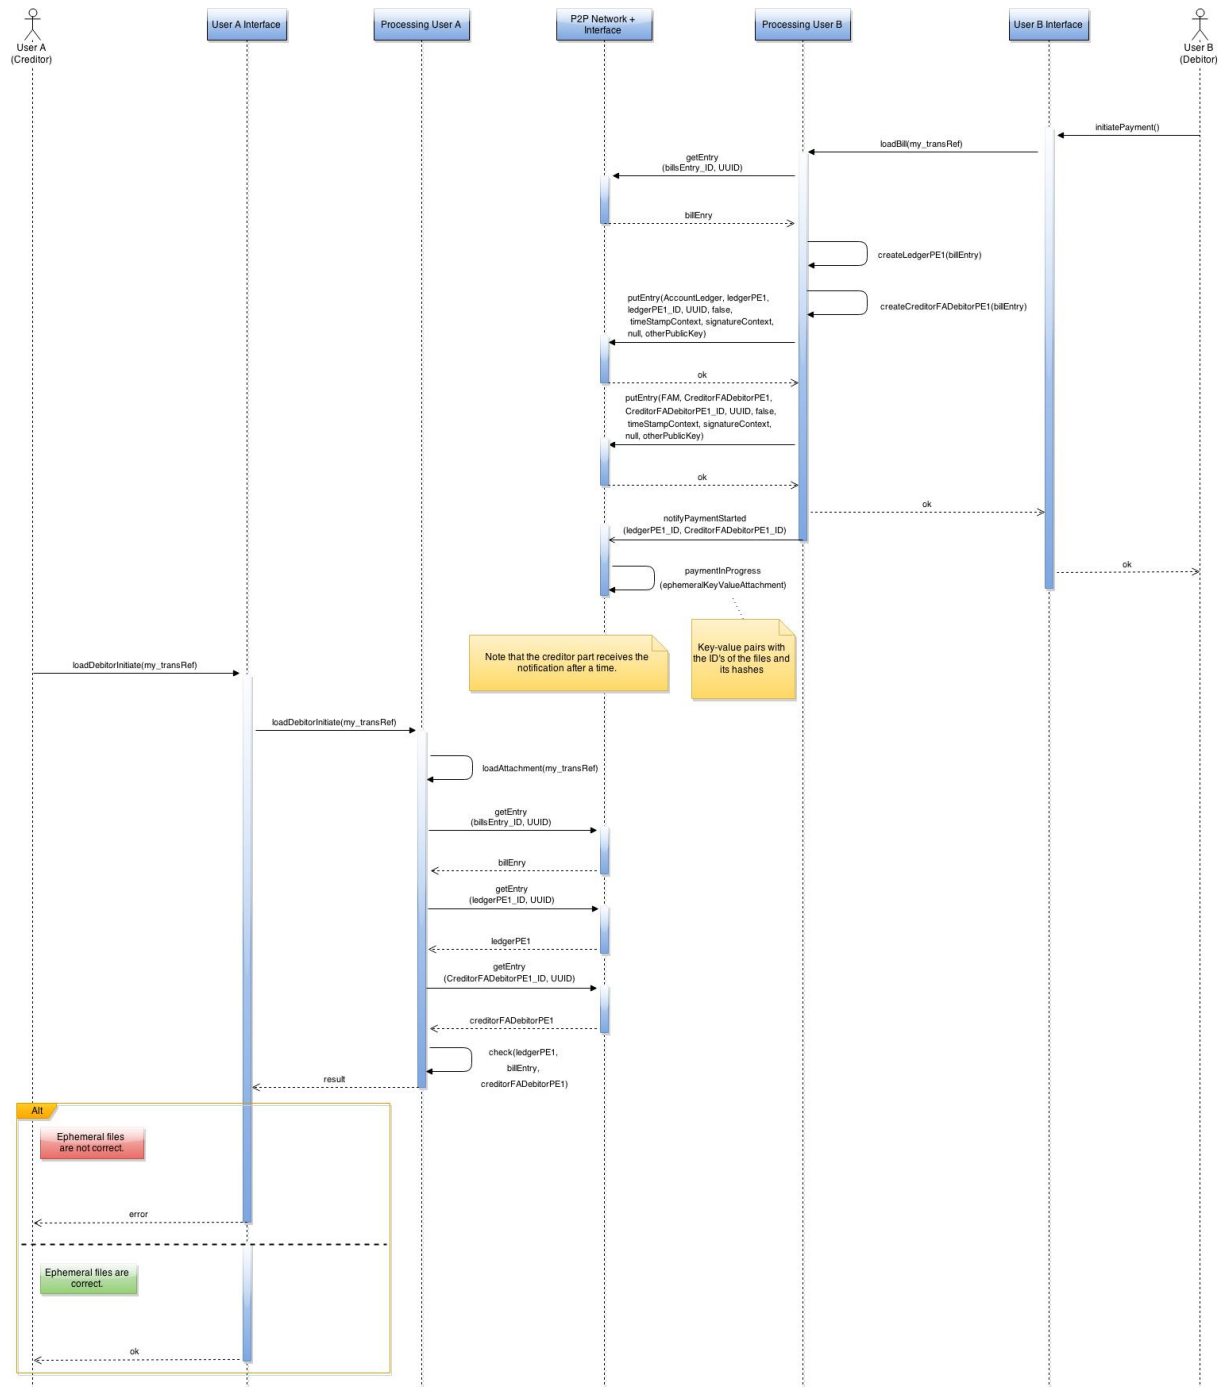 User A
(Creditor)
User A Interface
Processing User A
P2P Network +
Interface
Processing User B
User B Interface
User B
(Debitor)
initiatePayment()
loadBill(my_transRef)
getEntry
(billsEntry_ID, UUID)
billEnry
createLedgerPE1(billEntry)
createCreditorFADebitorPE1(billEntry)
putEntry(AccountLedger, ledgerPE1,
ledgerPE1_ID, UUID, false,
timeStampContext, signatureContext,
null, otherPublicKey)
ok
putEntry(FAM, CreditorFADebitorPE1,
CreditorFADebitorPE1_ID, UUID, false,
timeStampContext, signatureContext,
null, otherPublicKey)
ok
ok
notifyPaymentStarted
(ledgerPE1_ID, CreditorFADebitorPE1_ID)
ok
paymentInProgress
(ephemeralKeyValueAttachment)
Note that the creditor part receives the
notification after a time.
Key-value pairs with
the ID's of the files and
its hashes
loadDebitorInitiate(my_transRef)
loadDebitorInitiate(my_transRef)
loadAttachment(my_transRef)
getEntry
(billsEntry_ID, UUID)
billEnry
getEntry
(ledgerPE1_ID, UUID)
ledgerPE1
getEntry
(CreditorFADebitorPE1_ID, UUID)
creditorFADebitorPE1
check(ledgerPE1,
billEntry,
creditorFADebitorPE1)
result
Alt
Ephemeral files
are not correct.
error
Ephemeral files are
correct.
ok